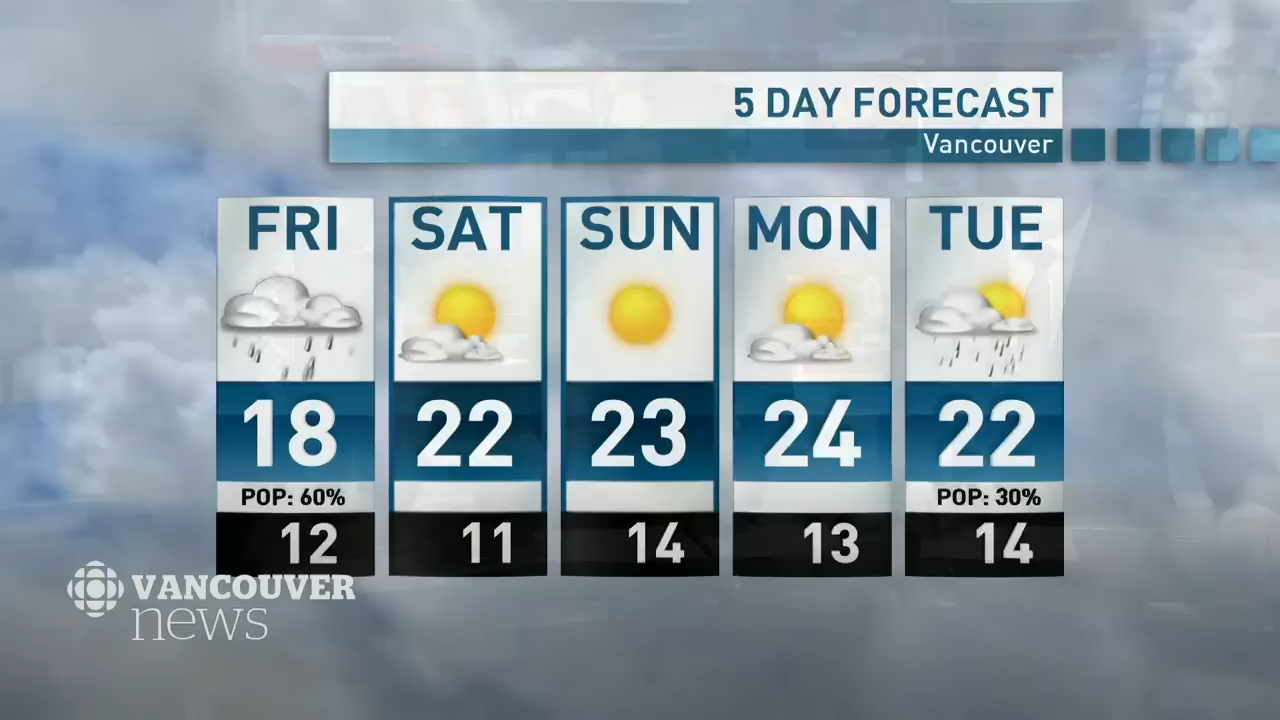 5 DAY FORECAST
Vancouver
FRI SAT SUN MON TUE
18 22 23 24 22
POP: 60% POP: 30%
12 11 14 13 14
VANCOUVER
news